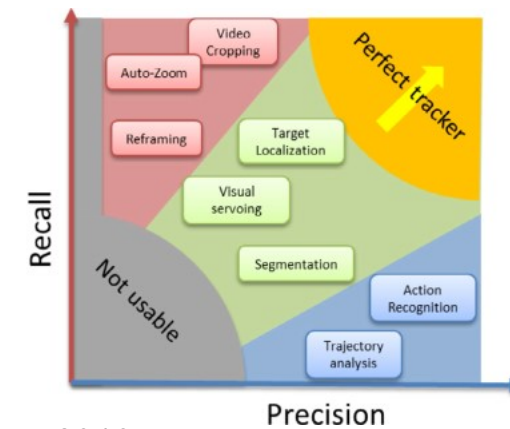 Video
Cropping
Auto-Zoom
Perfect tracker
Reframing
Target
Localization
Visual
servoing
Recall
Segmentation
Not usable
Action
Recognition
Trajectory
analysis
Precision